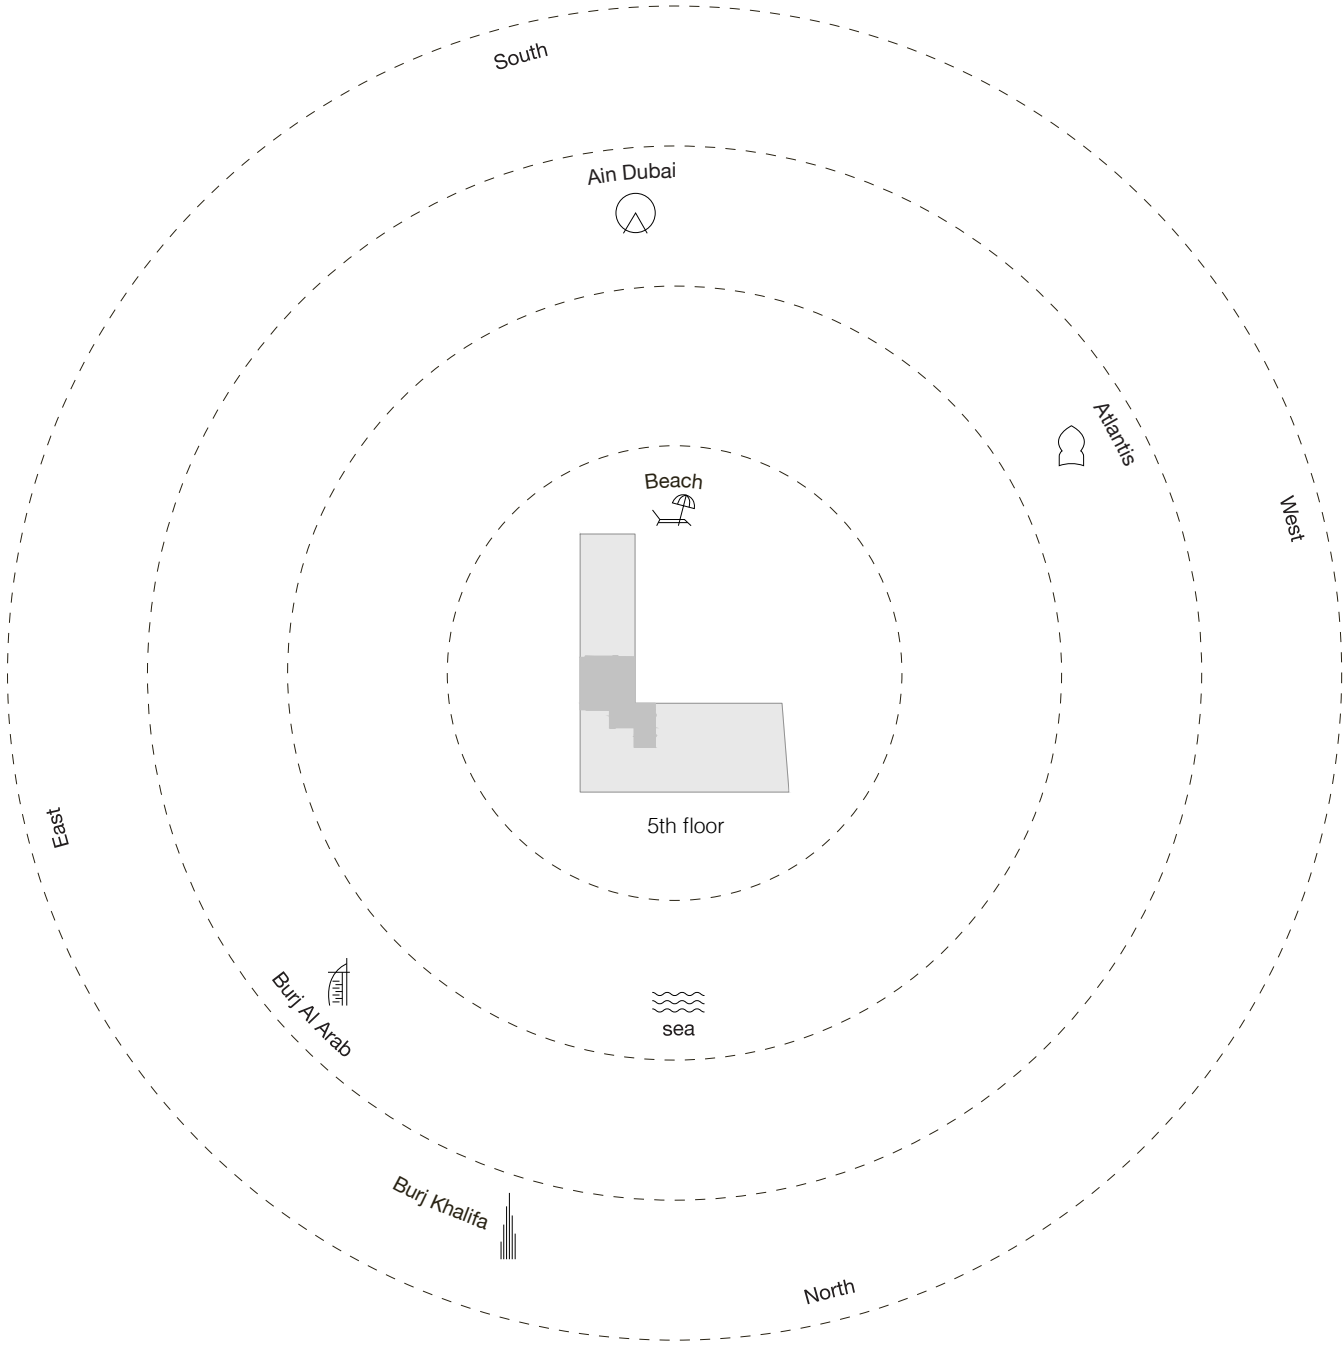 South
Ain Dubai
Atlantis
Beach
West
5th floor
East
Burj Al Arab
sea
Burj Khalifa
North